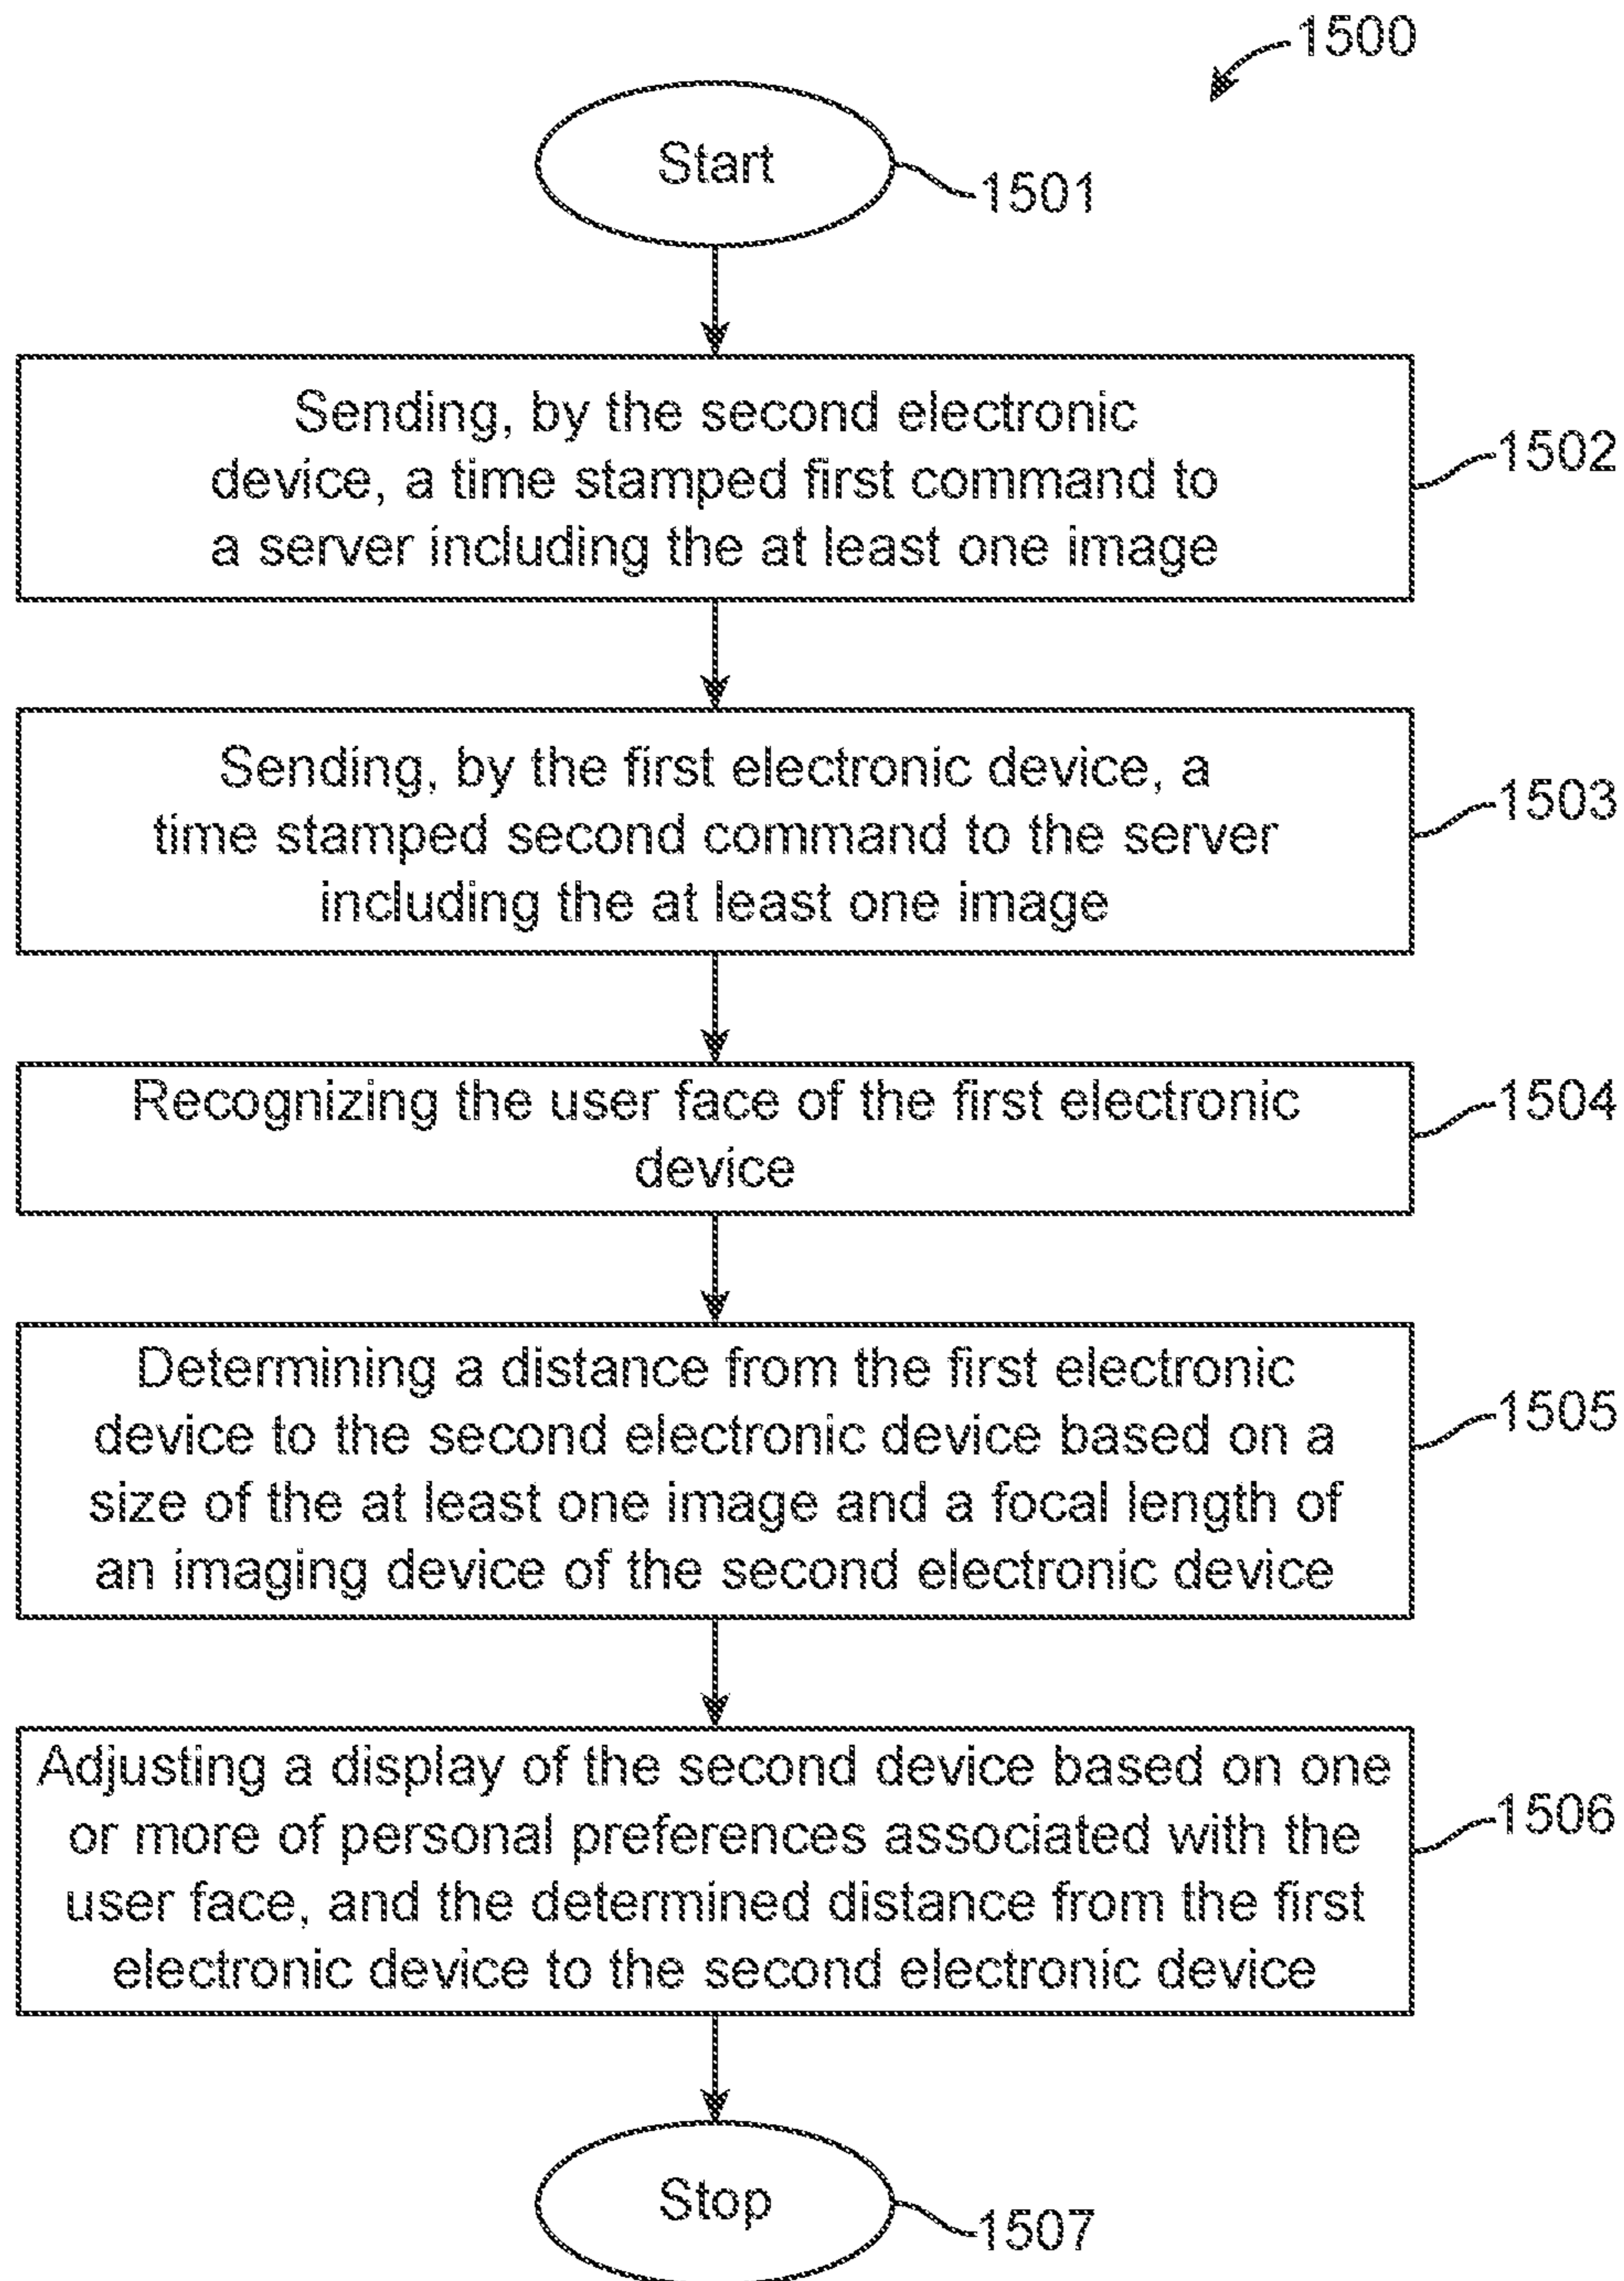 1500
Start
1501
Sending, by the second electronic
device, a time stamped first command to
a server including the at least one image
1502
Sending, by the first electronic device, a
time stamped second command to the server
including the at least one image
1503
Recognizing the user face of the first electronic
device
1504
Determining a distance from the first electronic
device to the second electronic device based on a
size of the at least one image and a focal length of
an imaging device of the second electronic device
1505
Adjusting a display of the second device based on one
or more of personal preferences associated with the
user face, and the determined distance from the first
electronic device to the second electronic device
1506
Stop
1507